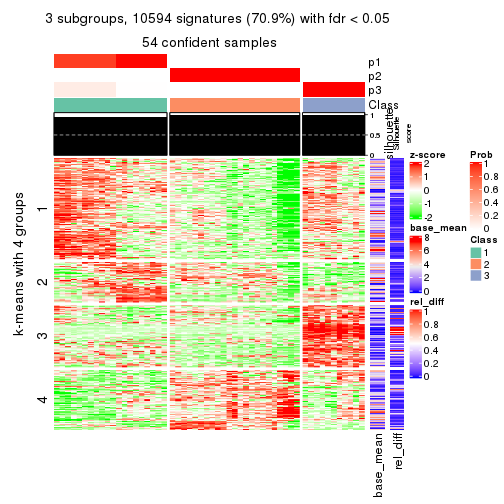 3 subgroups, 10594 signatures (70.9%) with fdr < 0.05
54 confident samples
p1
p2
p3
Class
1
0.5
0
silhouette
Silhouette
score
k-means with 4 groups
1
2
3
4
base_mean
rel_diff
z-score
2
1
0
-1
-2
base_mean
8
6
4
2
0
rel_diff
1
0.8
0.6
0.4
0.2
0
Prob
1
0.8
0.6
0.4
0.2
0
Class
1
2
3